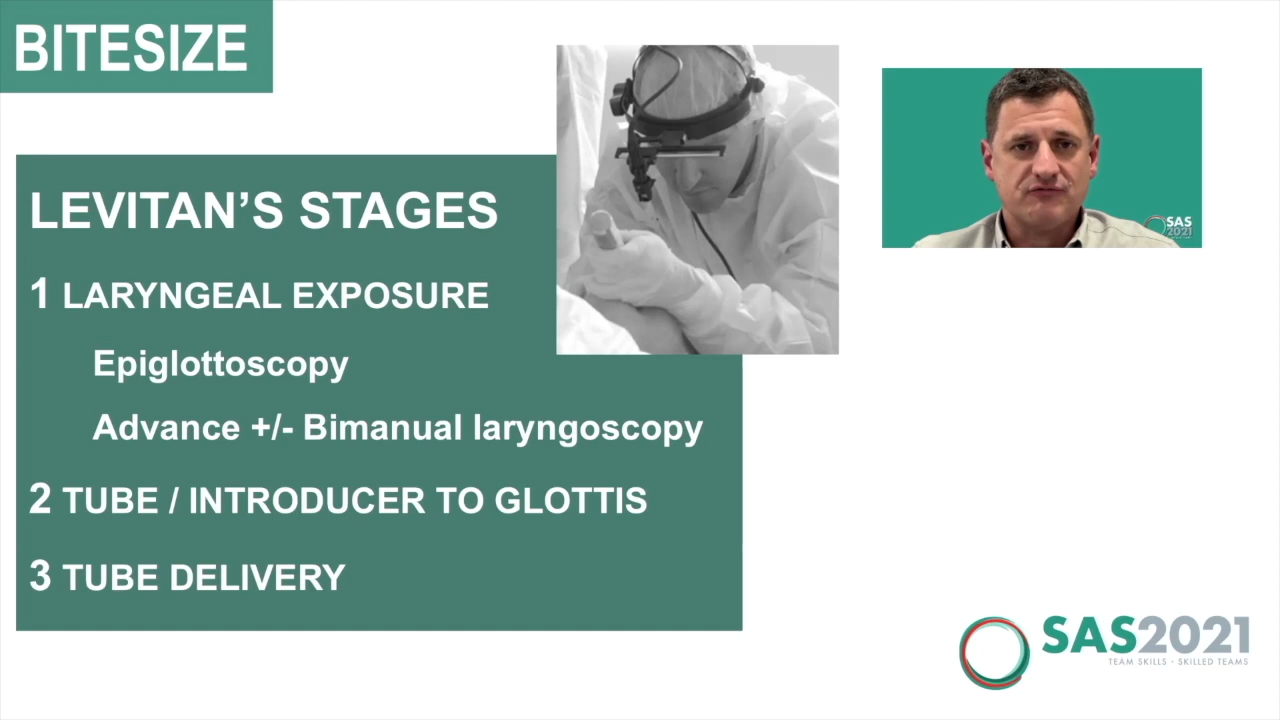 BITESIZE
LEVITAN’S STAGES
1 LARYNGEAL EXPOSURE
Epiglottoscopy
Advance +/- Bimanual laryngoscopy
2 TUBE / INTRODUCER TO GLOTTIS
3 TUBE DELIVERY
SAS
2021
SAS2021
TEAM SKILLS - SKILLED TEAMS